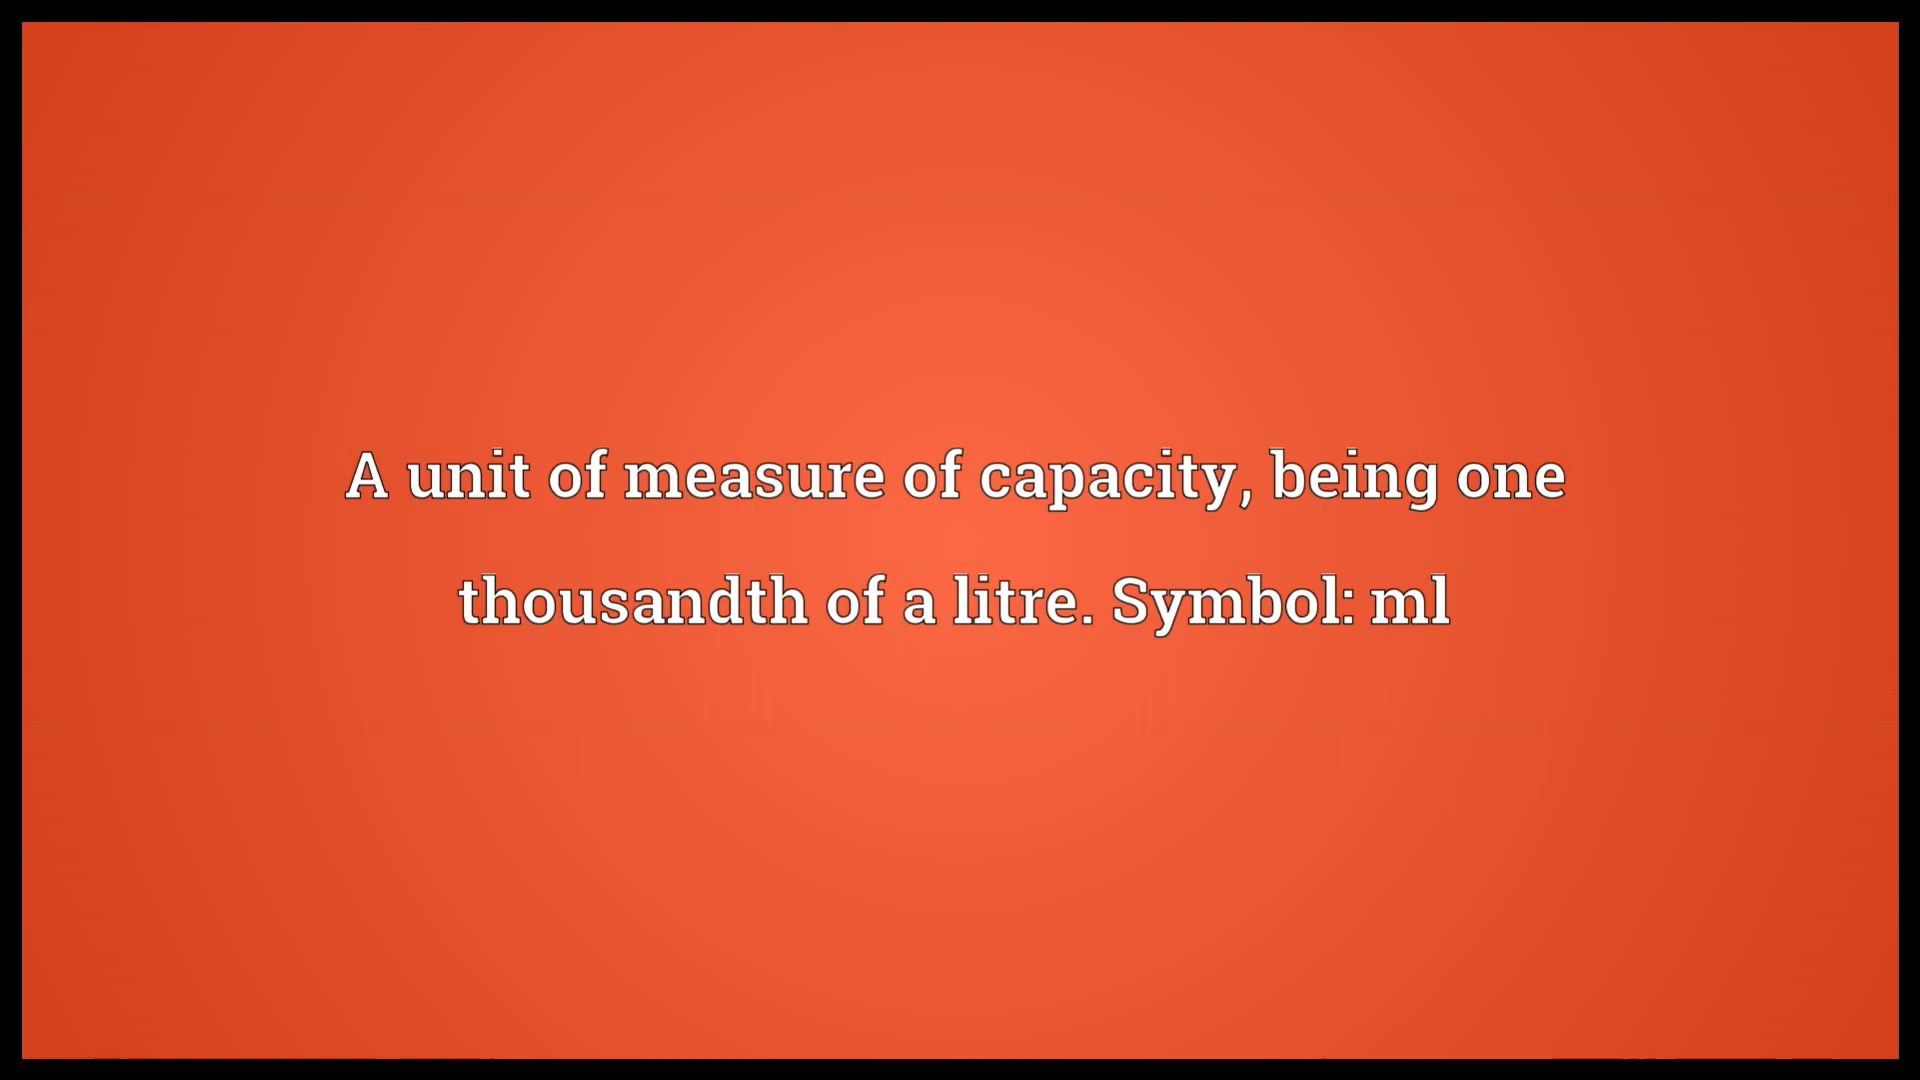 A unit of measure of capacity, being one
thousandth of a litre. Symbol: ml